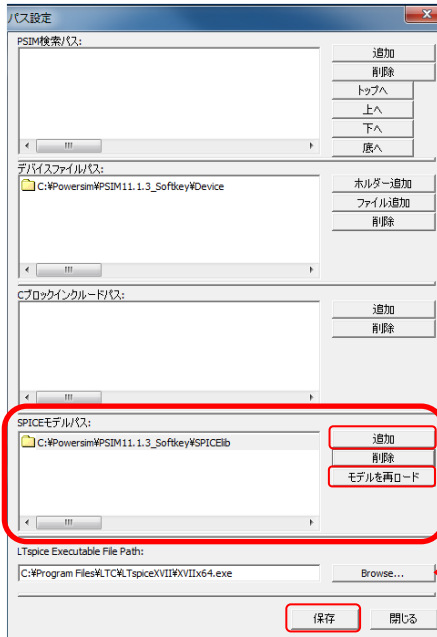 パス設定
PSIM検索パス:
追加
削除
トップへ
上へ
下へ
底へ
デバイスファイルパス:
C:¥Powersim¥PSIM11.1.3_Softkey¥Device
ホルダー追加
ファイル追加
削除
Cブロックインクルードパス:
追加
削除
SPICEモデルパス:
C:¥Powersim¥PSIM11.1.3_Softkey¥SPICElib
追加
削除
モデルを再ロード
LTspice Executable File Path:
C:¥Program Files¥LTC¥LTspiceXVII¥XVIIx64.exe
Browse...
保存
閉じる